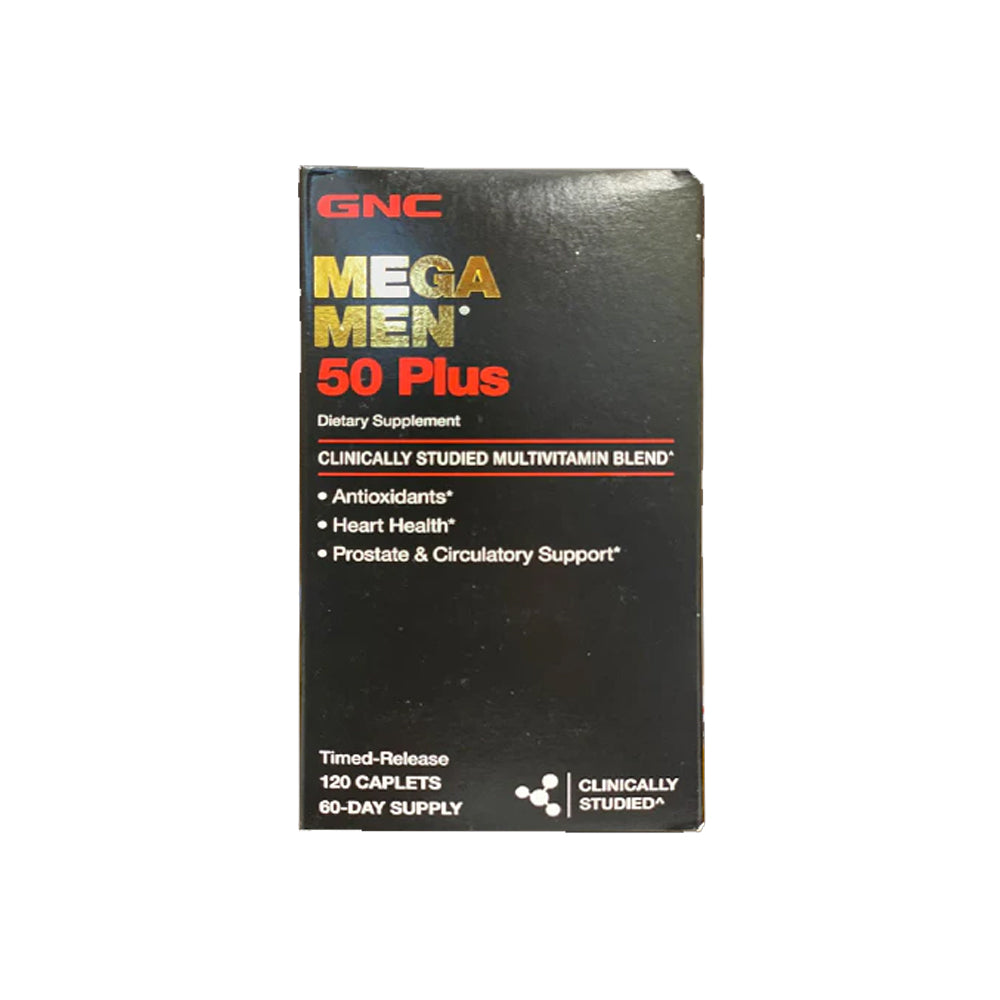 GNC
MEGA
MEN®
50 Plus
Dietary Supplement
CLINICALLY STUDIED MULTIVITAMIN BLEND^
• Antioxidants*
• Heart Health*
• Prostate & Circulatory Support*
Timed-Release
120 CAPLETS
60-DAY SUPPLY
CLINICALLY
STUDIED^